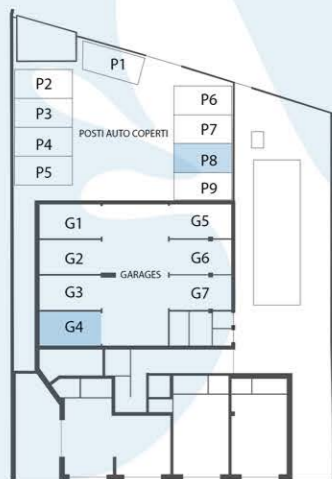 P1
P2
P3
P4
P5
POSTI AUTO COPERTI
P6
P7
P8
P9
G1
G2
G3
G4
GARAGES
G5
G6
G7